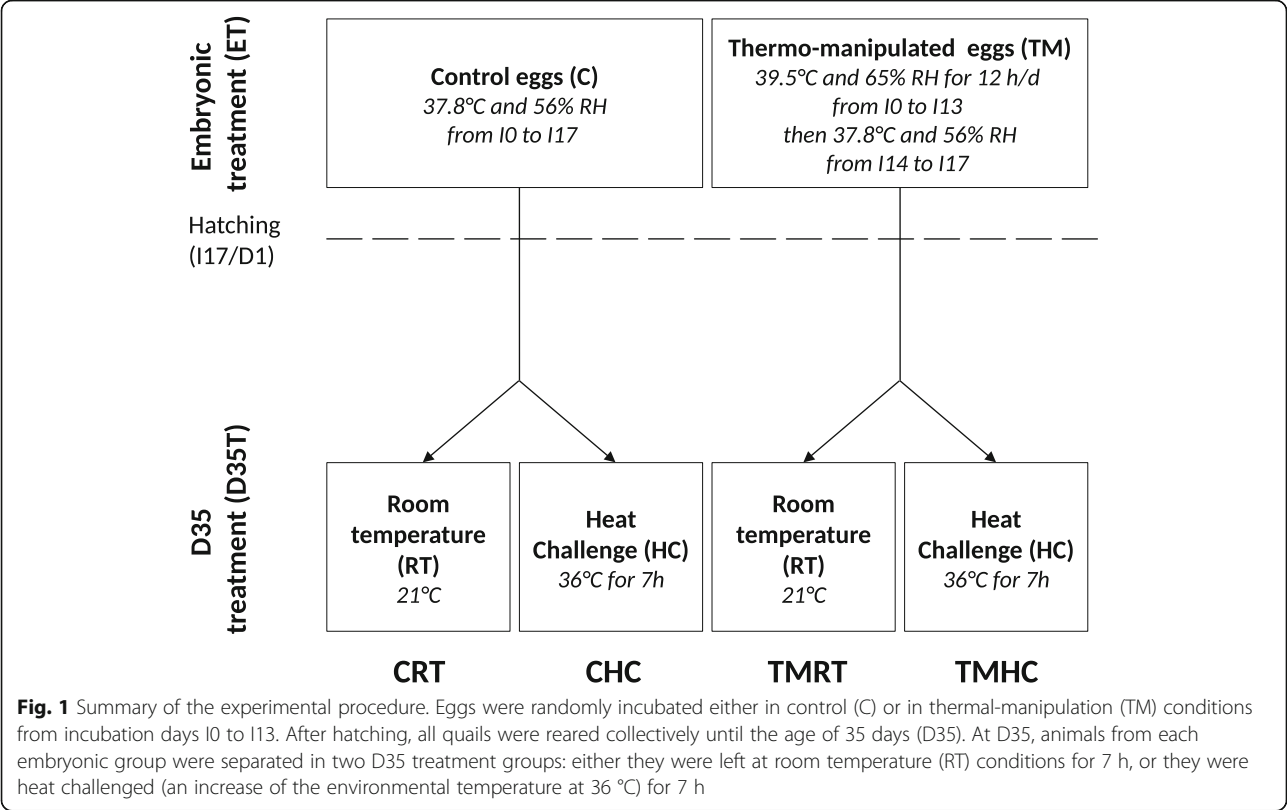 Embryonic
treatment (ET)
Control eggs (C)
37.8°C and 56% RH
from I0 to I17
Thermo-manipulated eggs (TM)
39.5°C and 65% RH for 12 h/d
from I0 to I13
then 37.8°C and 56% RH
from I14 to I17
Hatching
(I17/D1)
D35
treatment (D35T)
Room
temperature
(RT)
21°C
Heat
Challenge (HC)
36°C for 7h
Room
temperature
(RT)
21°C
Heat
Challenge (HC)
36°C for 7h
CRT
CHC
TMRT
TMHC
Fig. 1 Summary of the experimental procedure. Eggs were randomly incubated either in control (C) or in thermal-manipulation (TM) conditions
from incubation days I0 to I13. After hatching, all quails were reared collectively until the age of 35 days (D35). At D35, animals from each
embryonic group were separated in two D35 treatment groups: either they were left at room temperature (RT) conditions for 7 h, or they were
heat challenged (an increase of the environmental temperature at 36 °C) for 7 h